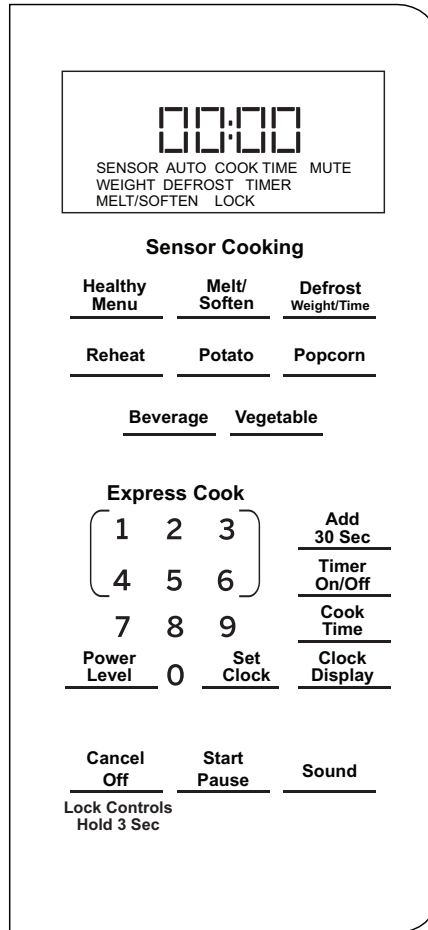 00:00
SENSOR AUTO COOK TIME MUTE
WEIGHT DEFROST TIMER
MELT/SOFTEN LOCK
Sensor Cooking
Healthy Menu
Melt/ Soften
Defrost Weight/Time
Reheat Potato Popcorn
Beverage Vegetable
Express Cook
1 2 3
Add 30 Sec
4 5 6
Timer On/Off
7 8 9
Cook Time
Power Level
0
Set Clock
Clock Display
Cancel Off
Start Pause
Sound
Lock Controls
Hold 3 Sec